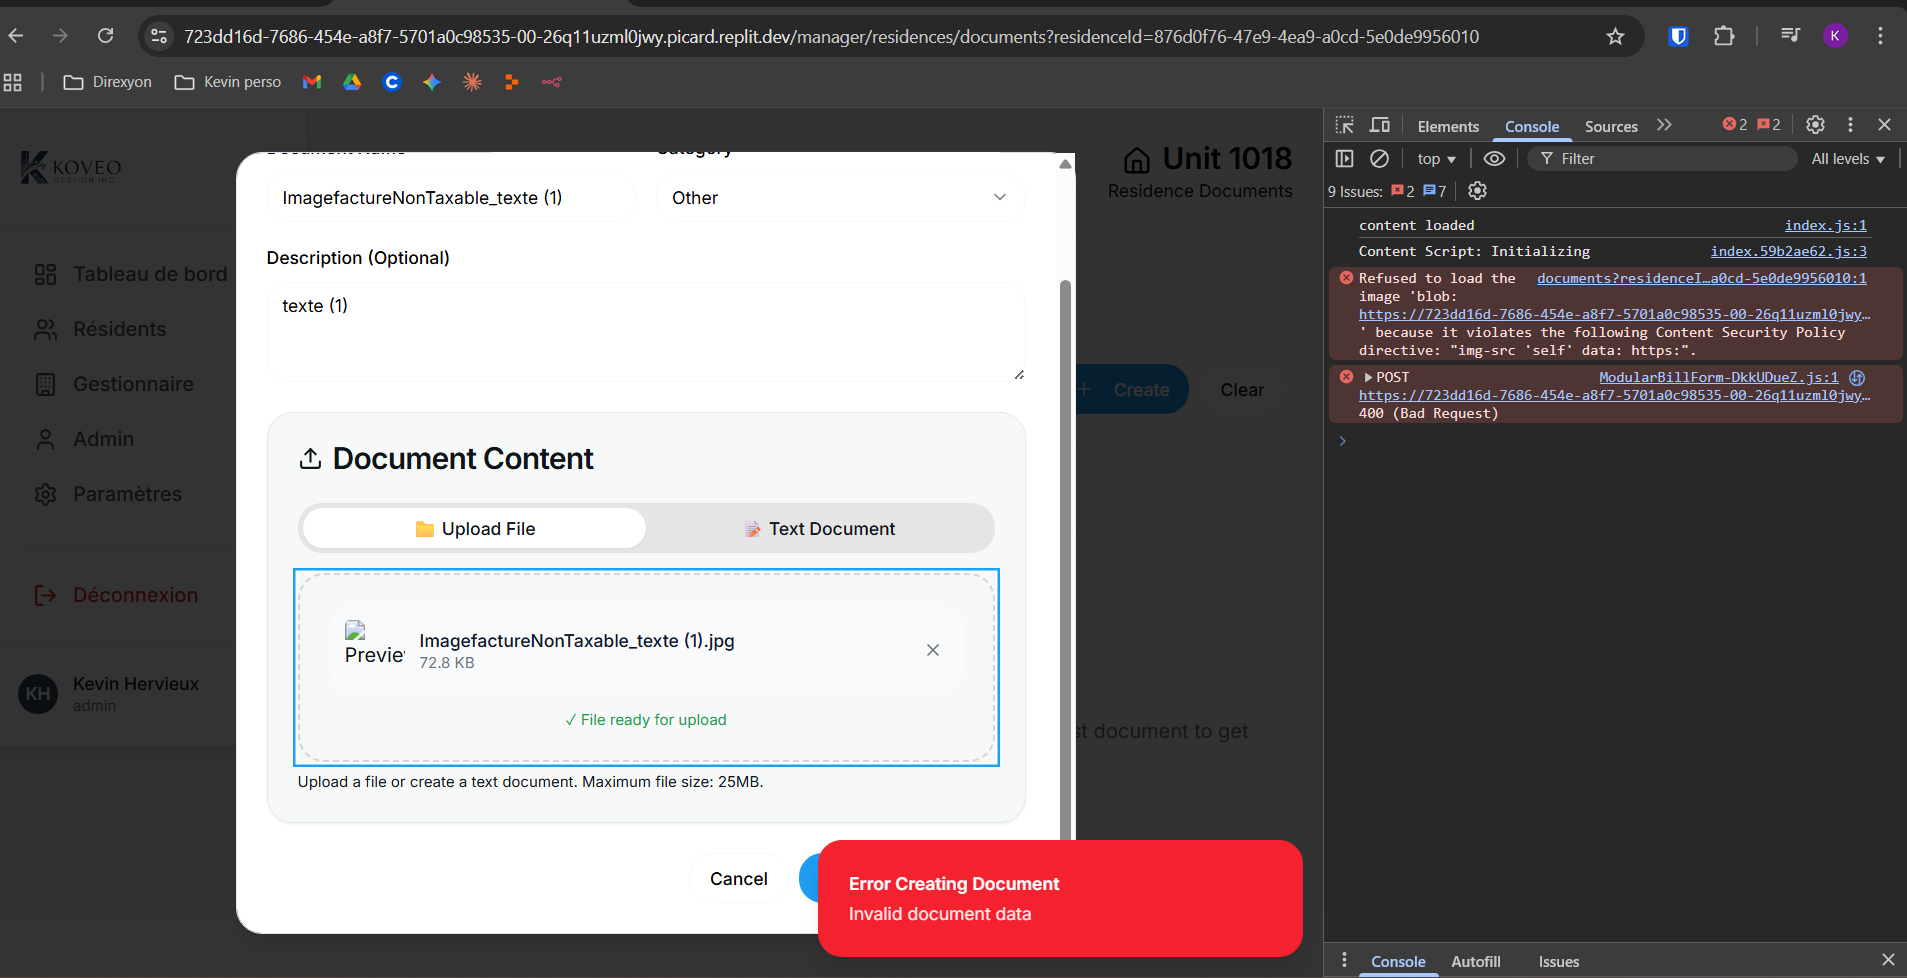 723dd16d-7686-454e-a8f7-5701a0c98535-00-26q11uzml0jwy.picard.replit.dev/manager/residences/documents?residenceId=876d0f76-47e9-4ea9-a0cd-5e0de9956010
K
Direxyon
Kevin perso
KOVEO
GESTION INC.
Tableau de bord
Résidents
Gestionnaire
Admin
Paramètres
Déconnexion
KH
Kevin Hervieux
admin
Unit 1018
Residence Documents
Create
Clear
st document to get
Document Name
Category
ImagefactureNonTaxable_texte (1)
Other
Description (Optional)
texte (1)
Document Content
Upload File
Text Document
Preview
ImagefactureNonTaxable_texte (1).jpg
72.8 KB
✓ File ready for upload
Upload a file or create a text document. Maximum file size: 25MB.
Cancel
Error Creating Document
Invalid document data
Elements
Console
Sources
2
2
top
Filter
All levels
9 Issues:
2
7
content loaded
index.js:1
Content Script: Initializing
index.59b2ae62.js:3
Refused to load the documents?residenceI…a0cd-5e0de9956010:1
image 'blob:
https://723dd16d-7686-454e-a8f7-5701a0c98535-00-26q11uzml0jwy…
' because it violates the following Content Security Policy
directive: "img-src 'self' data: https:".
POST ModularBillForm-DkkUDueZ.js:1
https://723dd16d-7686-454e-a8f7-5701a0c98535-00-26q11uzml0jwy…
400 (Bad Request)
Console
Autofill
Issues